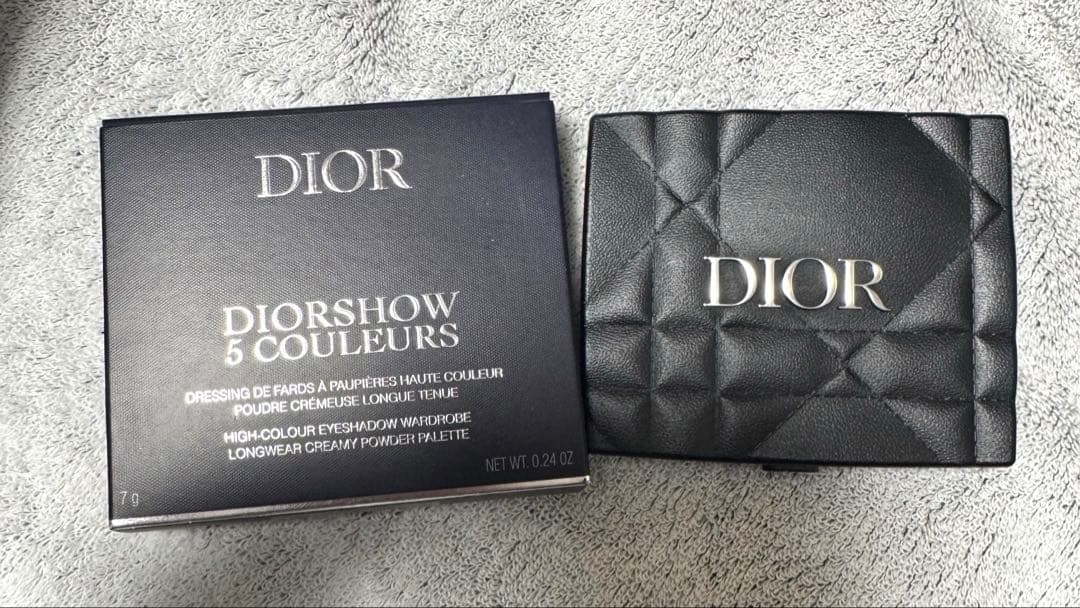 DIOR
DIORSHOW
5 COULEURS
DRESSING DE FARDS À PAUPIÈRES HAUTE COULEUR
POUDRE CRÉMEUSE LONGUE TENUE
HIGH-COLOUR EYESHADOW WARDROBE
LONGWEAR CREAMY POWDER PALETTE
7 g
NET WT. 0.24 OZ
DIOR